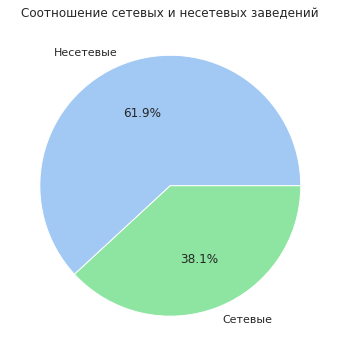 Соотношение сетевых и несетевых заведений
Несетевые
61.9%
38.1%
Сетевые